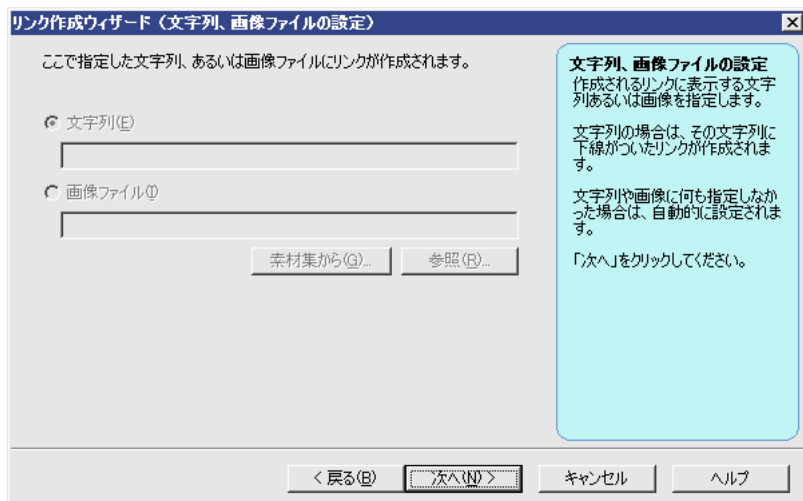 リンク作成ウィザード（文字列、画像ファイルの設定）
ここで指定した文字列、あるいは画像ファイルにリンクが作成されます。
文字列(E)
画像ファイル(I)
素材集から(G)...
参照(R)...
文字列、画像ファイルの設定
作成されるリンクに表示する文字
列あるいは画像を指定します。
文字列の場合は、その文字列に
下線がついたリンクが作成されま
す。
文字列や画像に何も指定しなか
った場合は、自動的に設定されま
す。
「次へ」をクリックしてください。
< 戻る(B)
次へ(N) >
キャンセル
ヘルプ